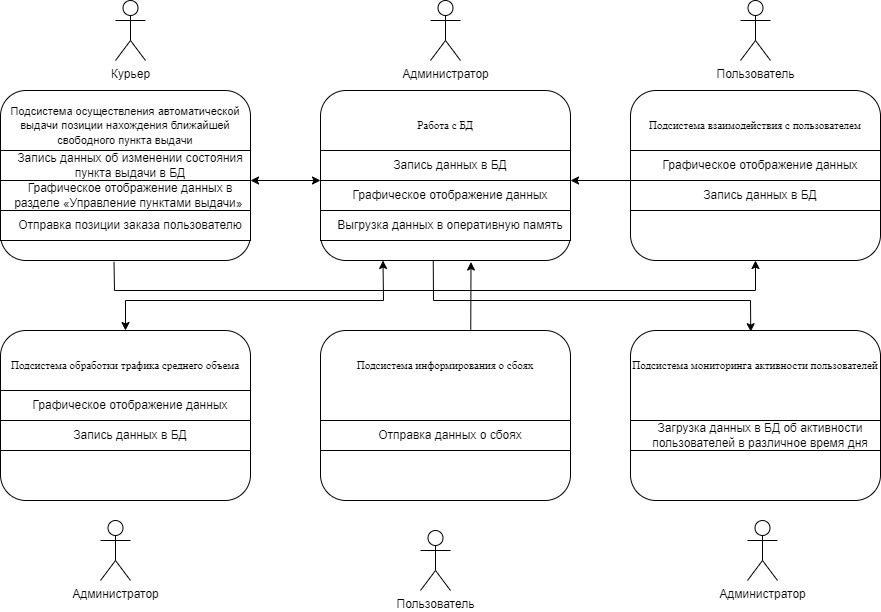 Курьер
Администратор
Пользователь
Подсистема осуществления автоматической
выдачи позиции нахождения ближайшей
свободного пункта выдачи
Запись данных об изменении состояния
пункта выдачи в БД
Графическое отображение данных в
разделе «Управление пунктами выдачи»
Отправка позиции заказа пользователю
Работа с БД
Запись данных в БД
Графическое отображение данных
Выгрузка данных в оперативную память
Подсистема взаимодействия с пользователем
Графическое отображение данных
Запись данных в БД
Подсистема обработки трафика среднего объема
Графическое отображение данных
Запись данных в БД
Подсистема информирования о сбоях
Отправка данных о сбоях
Подсистема мониторинга активности пользователей
Загрузка данных в БД об активности
пользователей в различное время дня
Администратор
Пользователь
Администратор